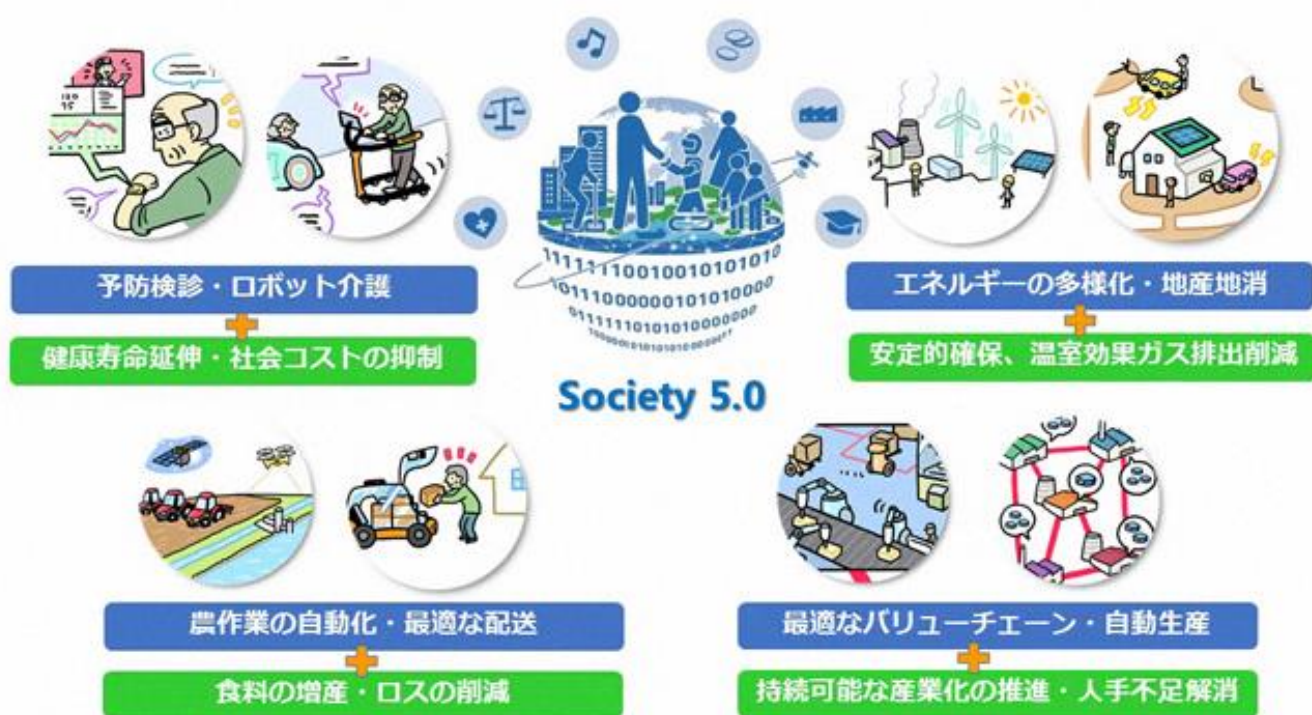 予防検診・ロボット介護
健康寿命延伸・社会コストの抑制
エネルギーの多様化・地産地消
安定的確保、温室効果ガス排出削減
Society 5.0
農作業の自動化・最適な配送
食料の増産・ロスの削減
最適なバリューチェーン・自動生産
持続可能な産業化の推進・人手不足解消